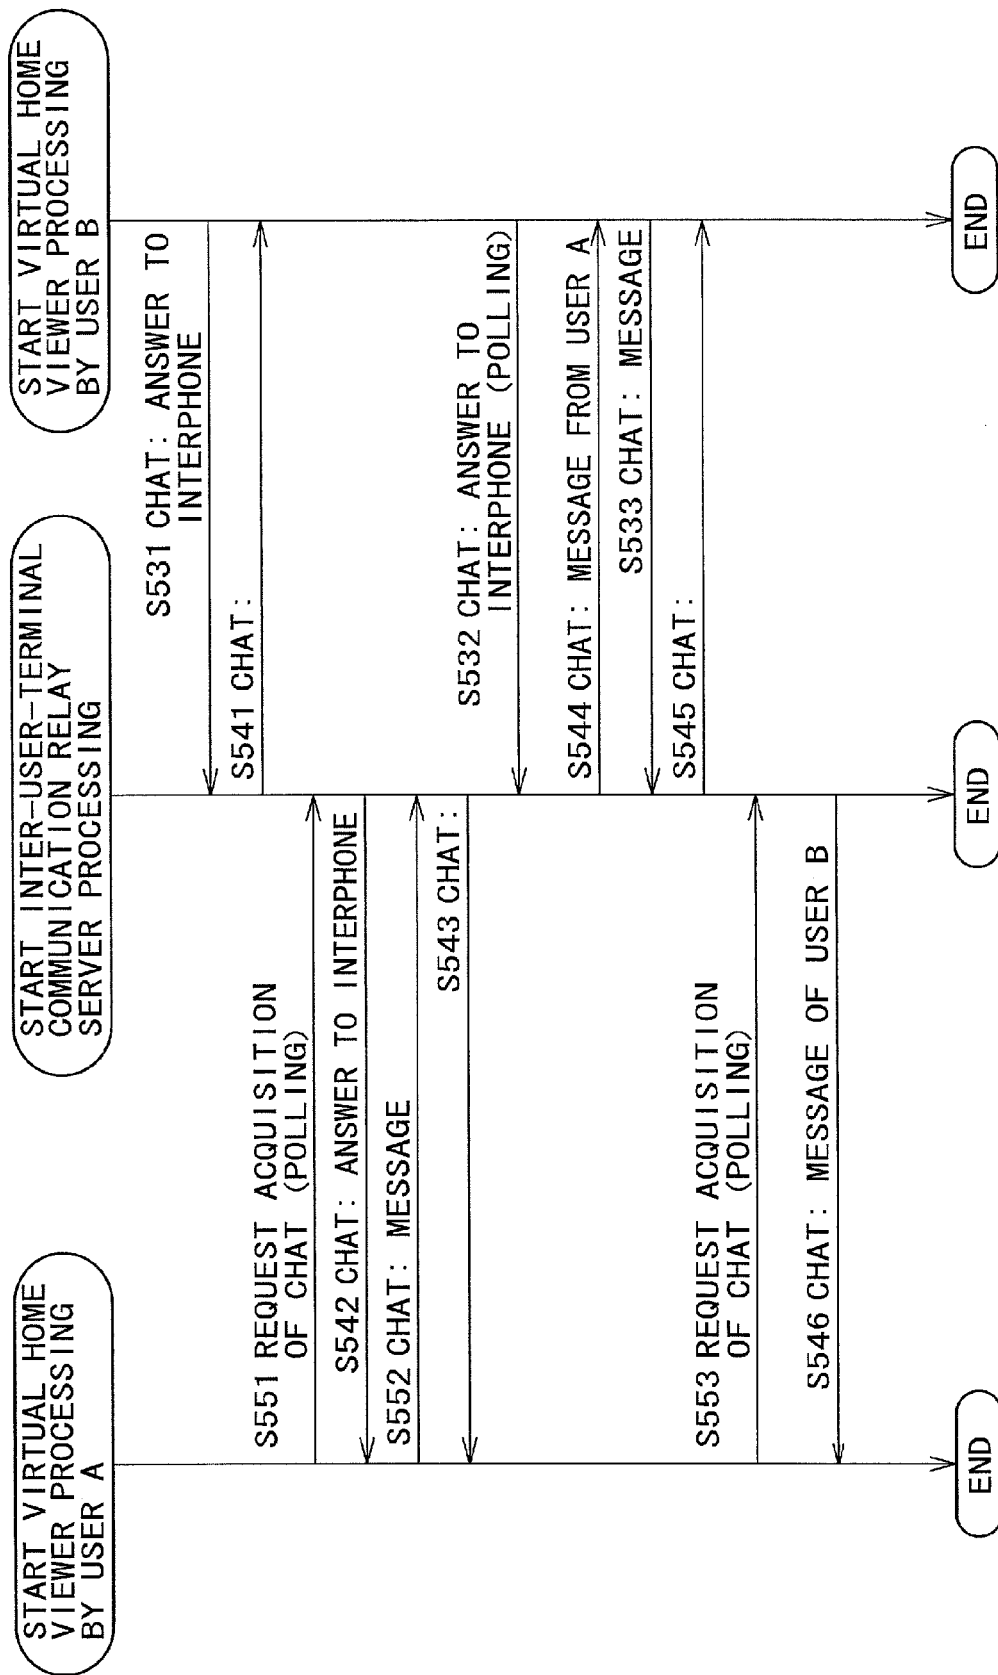 START VIRTUAL HOME
VIEWER PROCESSING
BY USER A
START INTER-USER-TERMINAL
COMMUNICATION RELAY
SERVER PROCESSING
START VIRTUAL HOME
VIEWER PROCESSING
BY USER B
S531 CHAT: ANSWER TO
INTERPHONE
S541 CHAT:
S551 REQUEST ACQUISITION
OF CHAT (POLLING)
S542 CHAT: ANSWER TO INTERPHONE
S552 CHAT: MESSAGE
S543 CHAT:
S532 CHAT: ANSWER TO
INTERPHONE (POLLING)
S544 CHAT: MESSAGE FROM USER A
S533 CHAT: MESSAGE
S545 CHAT:
S553 REQUEST ACQUISITION
OF CHAT (POLLING)
S546 CHAT: MESSAGE OF USER B
END
END
END